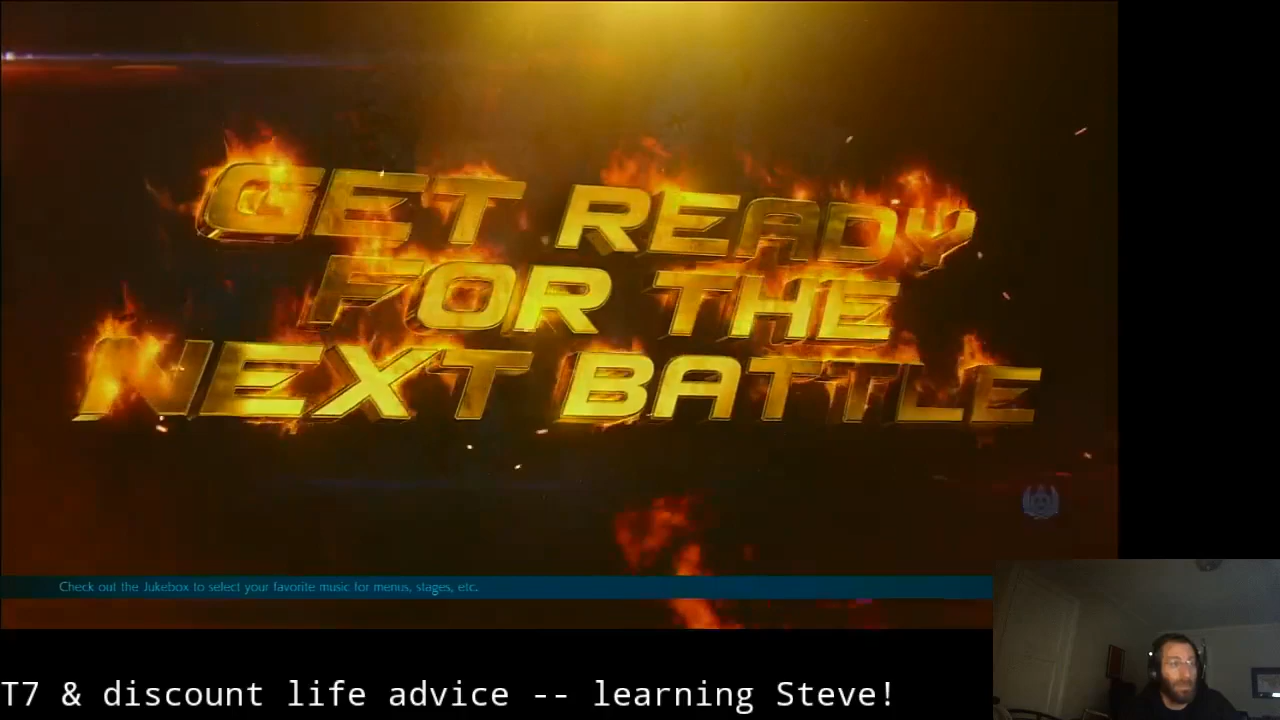 GET READY
FOR THE
NEXT BATTLE
Check out the Jukebox to select your favorite music for menus, stages, etc.
T7 & discount life advice -- learning Steve!